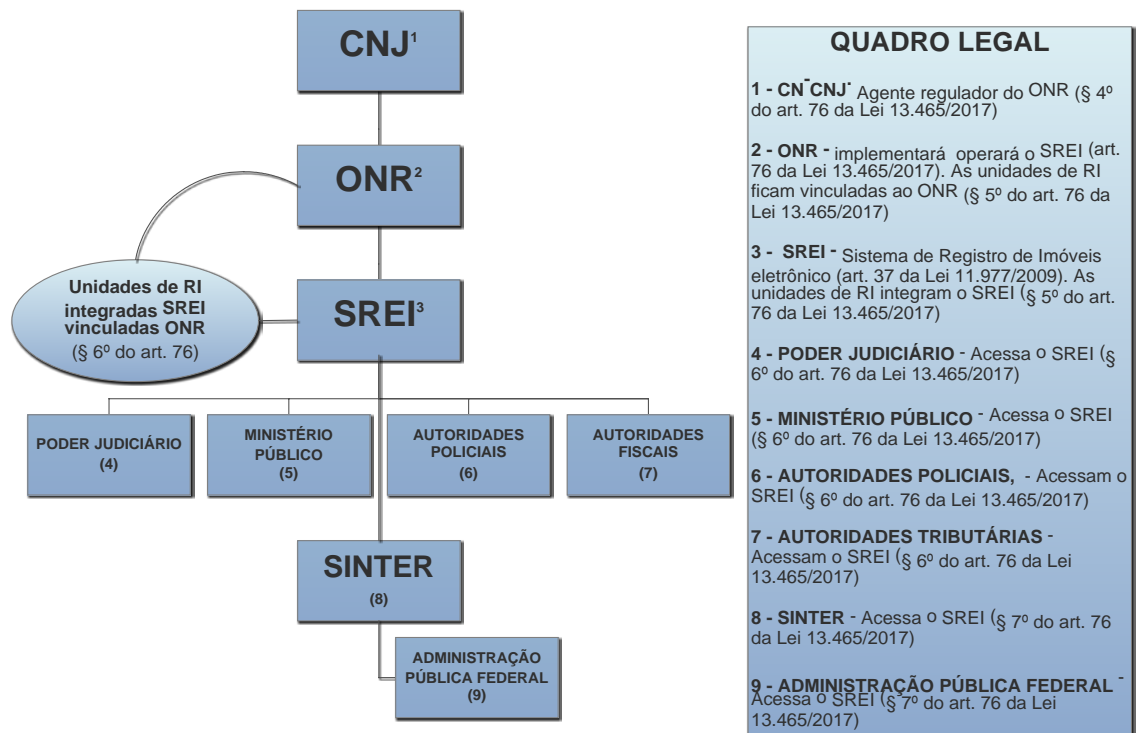 CNJ¹
ONR²
Unidades de RI
integradas SREI
vinculadas ONR
(§ 6º do art. 76)
SREI³
PODER JUDICIÁRIO
(4)
MINISTÉRIO
PÚBLICO
(5)
AUTORIDADES
POLICIAIS
(6)
AUTORIDADES
FISCAIS
(7)
SINTER
(8)
ADMINISTRAÇÃO
PÚBLICA FEDERAL
(9)
QUADRO LEGAL
1 - CN-CNJ· Agente regulador do ONR (§ 4º
do art. 76 da Lei 13.465/2017)
2 - ONR - implementará operará o SREI (art.
76 da Lei 13.465/2017). As unidades de RI
ficam vinculadas ao ONR (§ 5º do art. 76 da
Lei 13.465/2017)
3 - SREI - Sistema de Registro de Imóveis
eletrônico (art. 37 da Lei 11.977/2009). As
unidades de RI integram o SREI (§ 5º do art.
76 da Lei 13.465/2017)
4 - PODER JUDICIÁRIO - Acessa o SREI (§
6º do art. 76 da Lei 13.465/2017)
5 - MINISTÉRIO PÚBLICO - Acessa o SREI
(§ 6º do art. 76 da Lei 13.465/2017)
6 - AUTORIDADES POLICIAIS, - Acessam o
SREI (§ 6º do art. 76 da Lei 13.465/2017)
7 - AUTORIDADES TRIBUTÁRIAS -
Acessam o SREI (§ 6º do art. 76 da Lei
13.465/2017)
8 - SINTER - Acessa o SREI (§ 7º do art. 76
da Lei 13.465/2017)
9 - ADMINISTRAÇÃO PÚBLICA FEDERAL -
Acessa o SREI (§ 7º do art. 76 da Lei
13.465/2017)